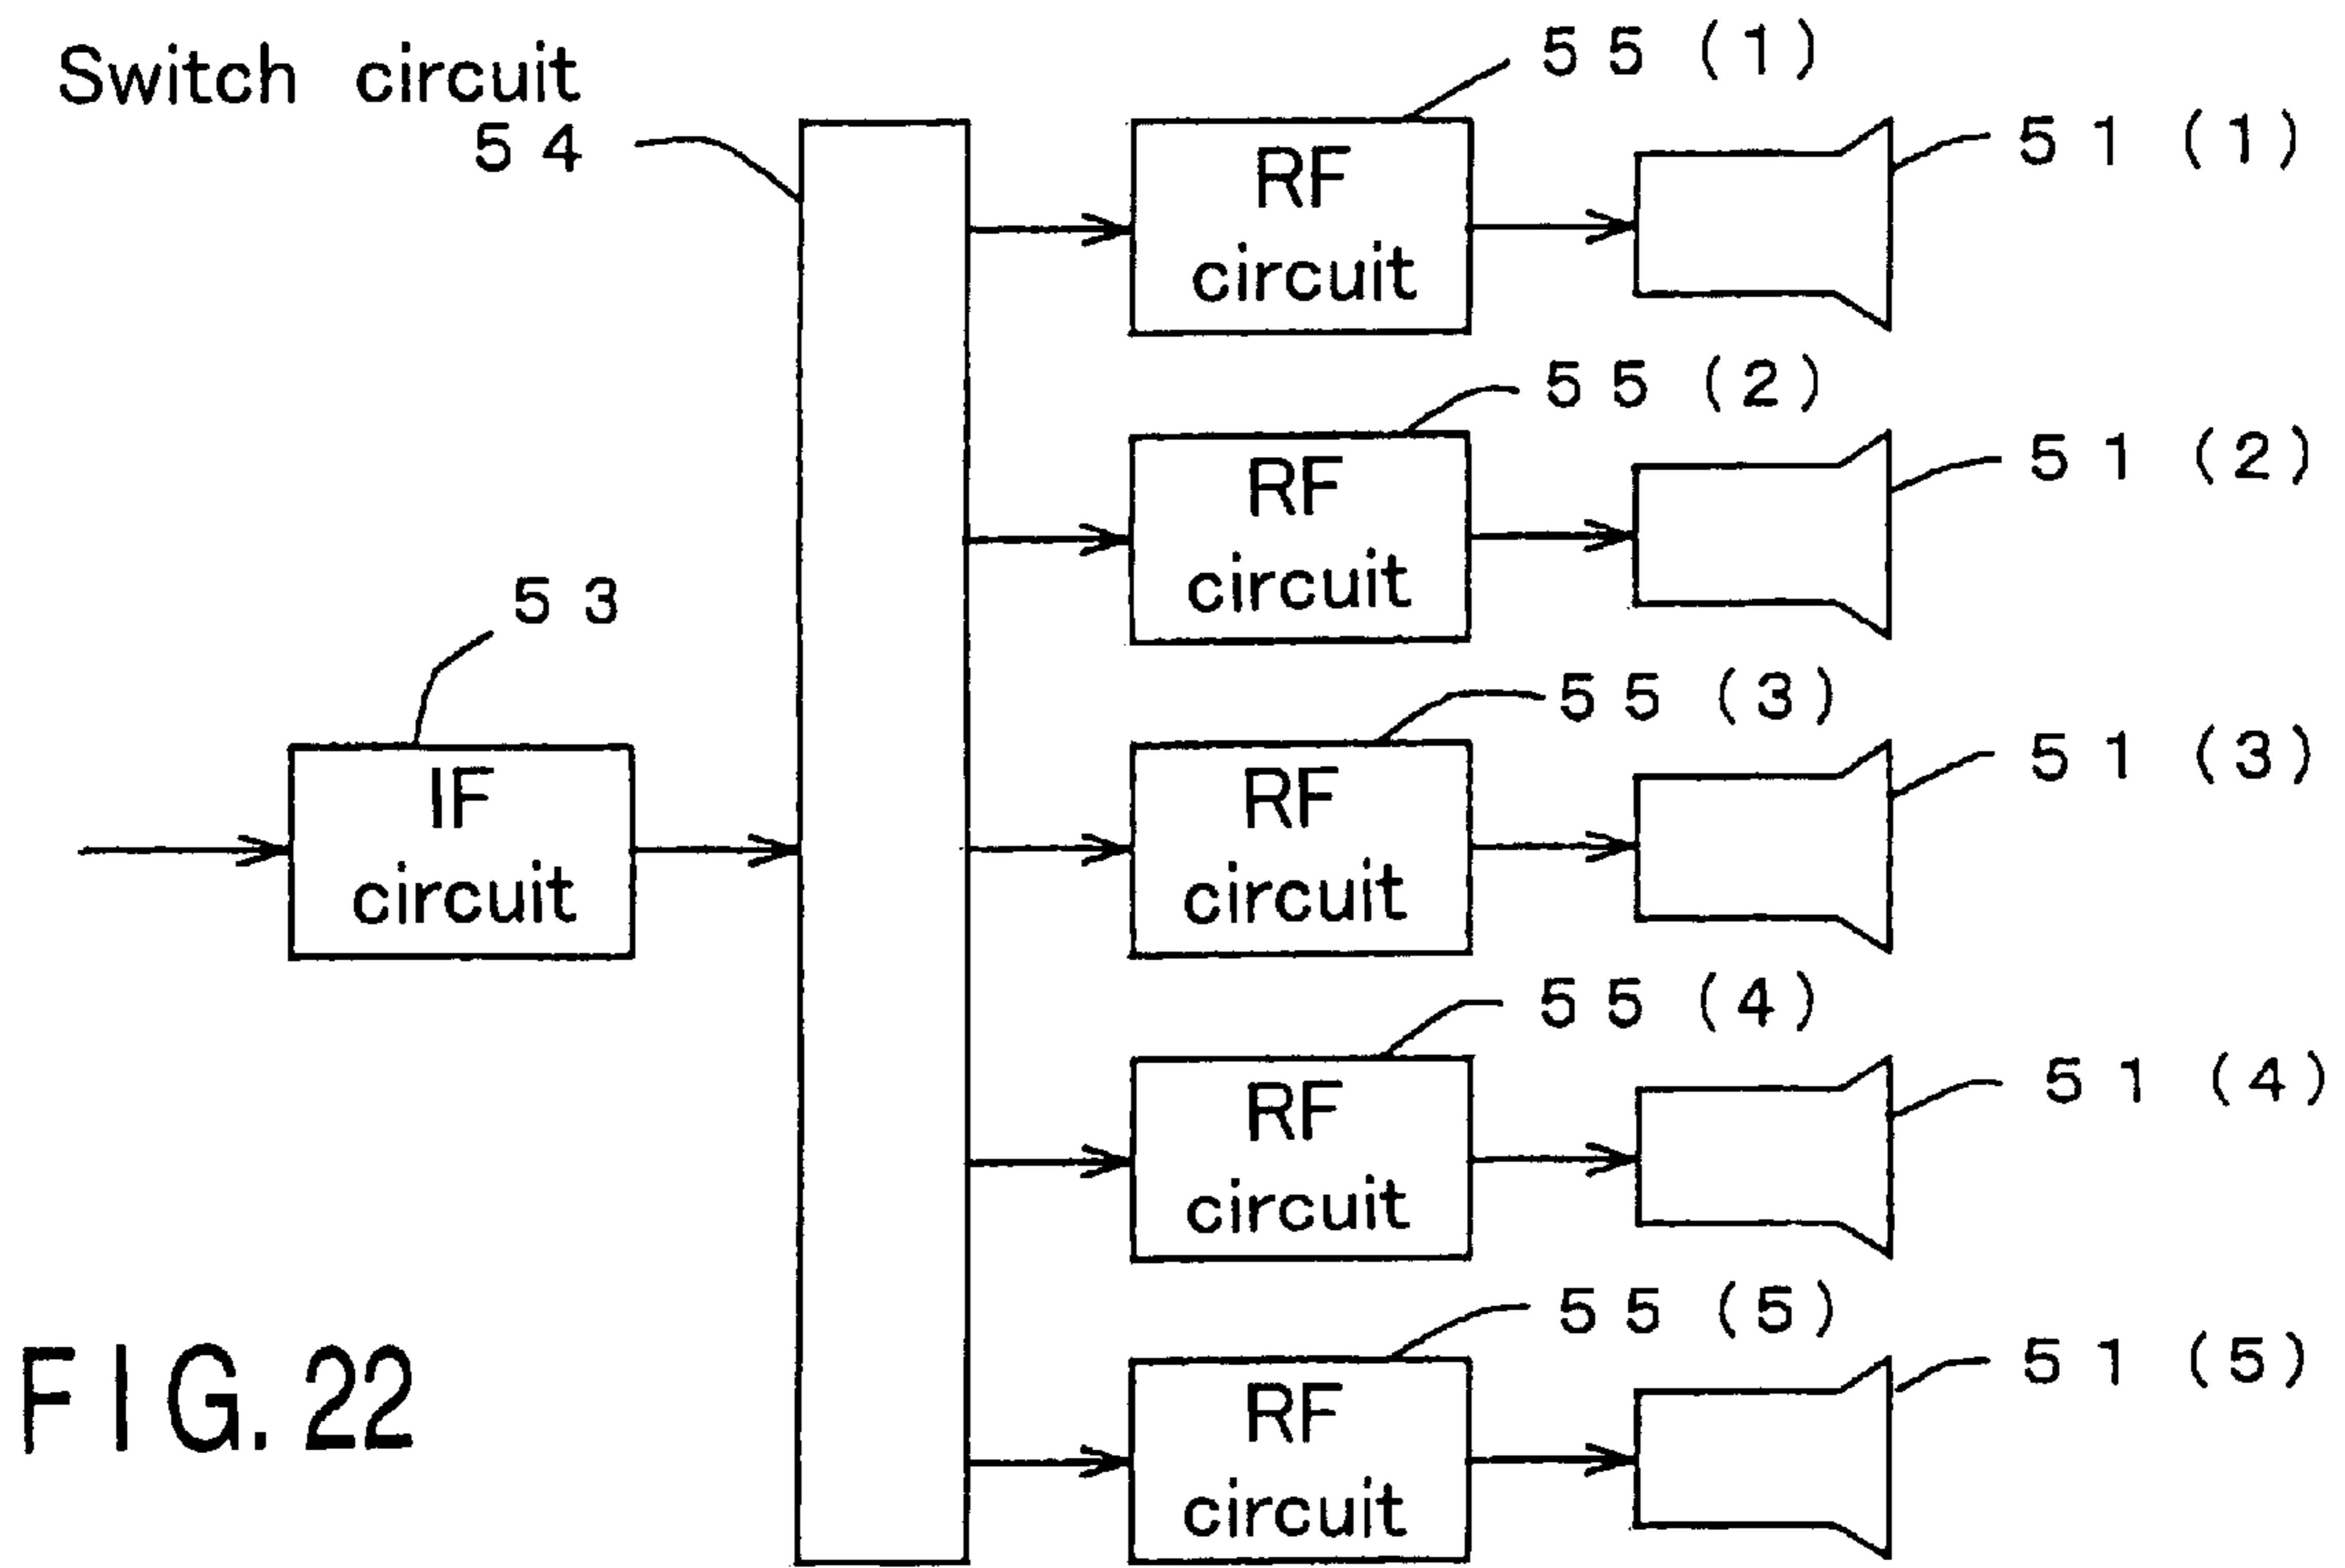 Switch circuit
54
55(1)
RF
circuit
51(1)
55(2)
RF
circuit
51(2)
53
IF
circuit
55(3)
RF
circuit
51(3)
55(4)
RF
circuit
51(4)
55(5)
RF
circuit
51(5)
FIG.22